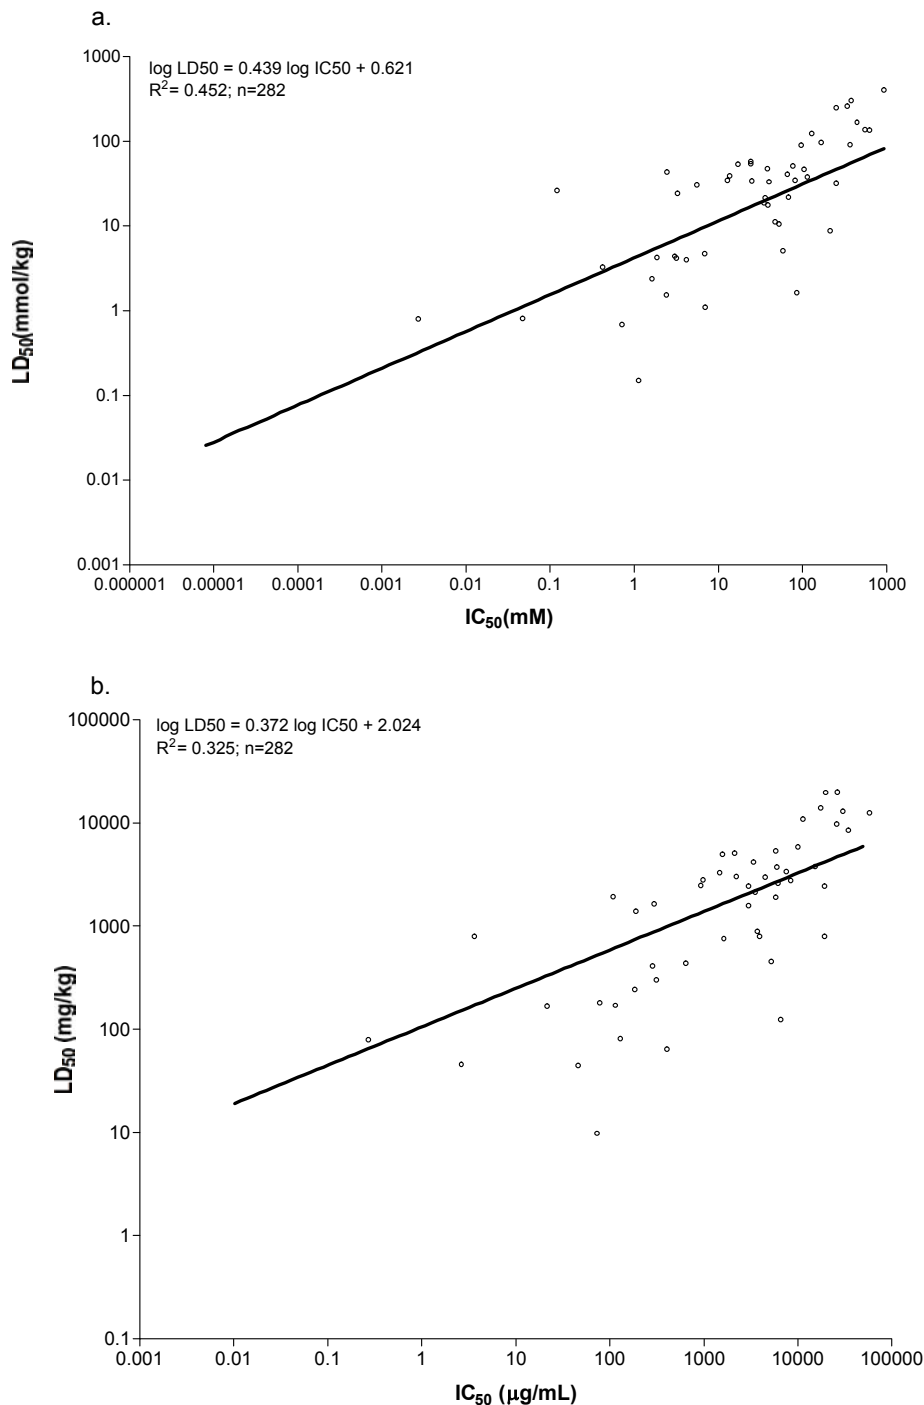 a.
log LD50 = 0.439 log IC50 + 0.621
R2= 0.452; n=282
1000
100
10
1
0.1
0.01
0.001
LD50(mmol/kg)
0.000001 0.00001 0.0001 0.001 0.01 0.1 1 10 100 1000
IC50(mM)
b.
log LD50 = 0.372 log IC50 + 2.024
R2= 0.325; n=282
100000
10000
1000
100
10
1
0.1
LD50 (mg/kg)
0.001 0.01 0.1 1 10 100 1000 10000 100000
IC50 (μg/mL)